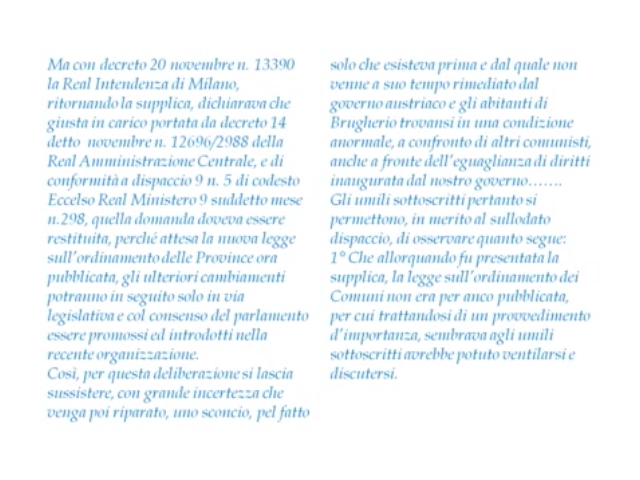 Ma con decreto 20 novembre n. 13390
la Real Intendenza di Milano,
ritornando la supplica, dichiarava che
giusta in carico portata da decreto 14
detto novembre n. 12696/2988 della
Real Amministrazione Centrale, e di
conformità a dispaccio 9 n. 5 di codesto
Eccelso Real Ministero 9 suddetto mese
n.298, quella domanda doveva essere
restituita, perché attesa la nuova legge
sull'ordinamento delle Province ora
pubblicata, gli ulteriori cambiamenti
potranno in seguito solo in via
legislativa e col consenso del parlamento
essere promossi ed introdotti nella
recente organizzazione.
Così, per questa deliberazione si lascia
sussistere, con grande incertezza che
venga poi riparato, uno sconcio, pel fatto
solo che esisteva prima e dal quale non
venne a suo tempo rimediato dal
governo austriaco e gli abitanti di
Brugherio trovansi in una condizione
anormale, a confronto di altri comunisti,
anche a fronte dell'eguaglianza di diritti
inaugurata dal nostro governo.......
Gli umili sottoscritti pertanto si
permettono, in merito al sullodato
dispaccio, di osservare quanto segue:
1° Che allorquando fu presentata la
supplica, la legge sull'ordinamento dei
Comuni non era per anco pubblicata,
per cui trattandosi di un provvedimento
d'importanza, sembrava agli umili
sottoscritti avrebbe potuto ventilarsi e
discutersi.